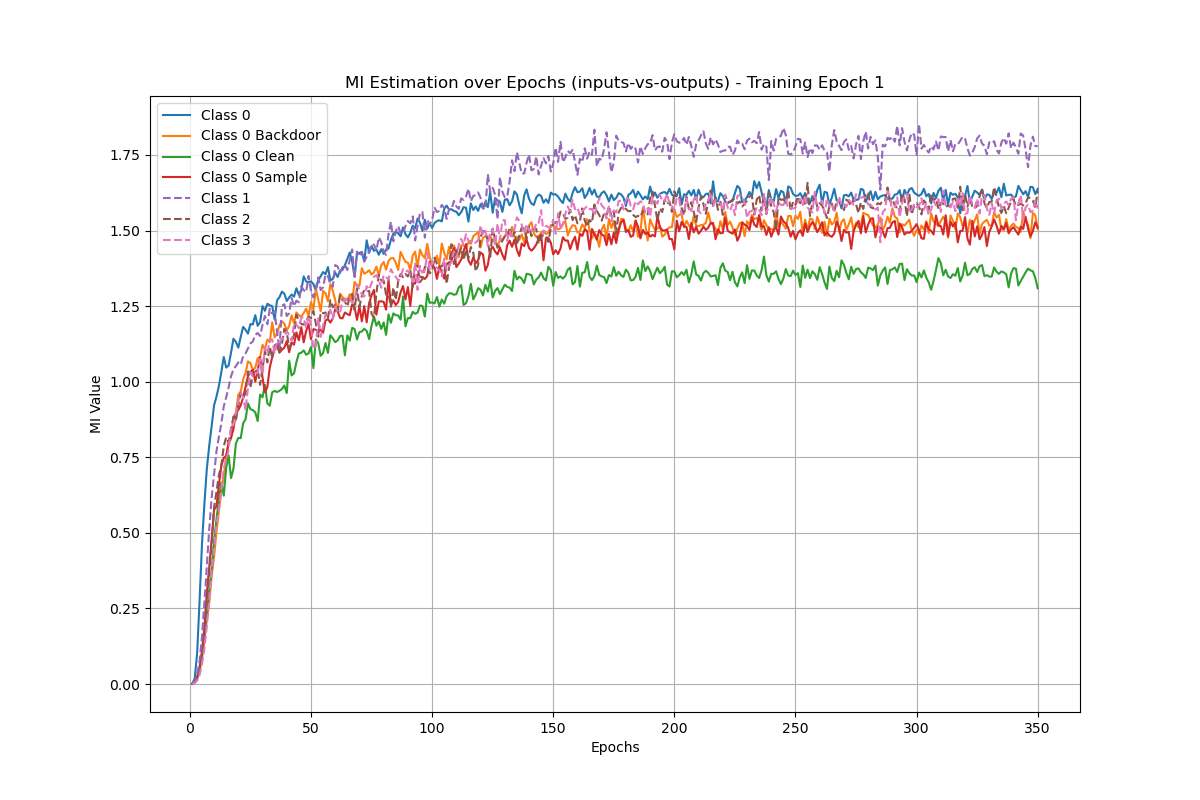 MI Estimation over Epochs (inputs-vs-outputs) - Training Epoch 1
Class 0
Class 0 Backdoor
Class 0 Clean
Class 0 Sample
Class 1
Class 2
Class 3
MI Value
1.75
1.50
1.25
1.00
0.75
0.50
0.25
0.00
0 50 100 150 200 250 300 350
Epochs